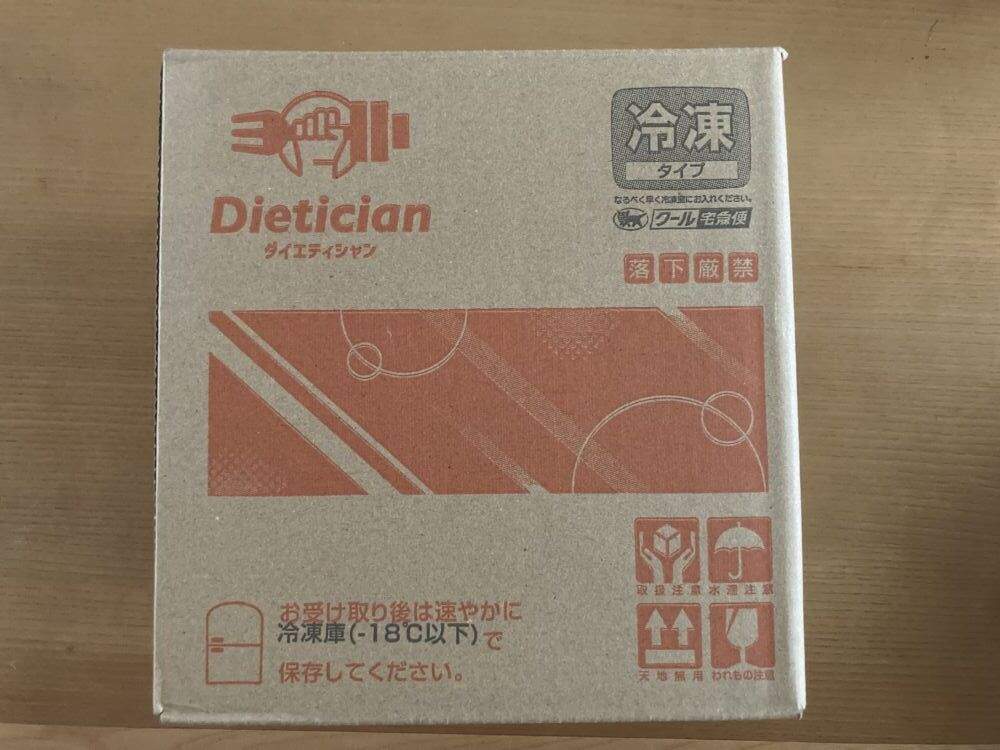 Dietician
ダイエティシャン
冷凍
タイプ
なるべく早く冷凍室にお入れください。
クール宅急便
落下厳禁
取扱注意
水濡注意
天地無用
われもの注意
お受け取り後は速やかに
冷凍庫(-18℃以下)で
保存してください。